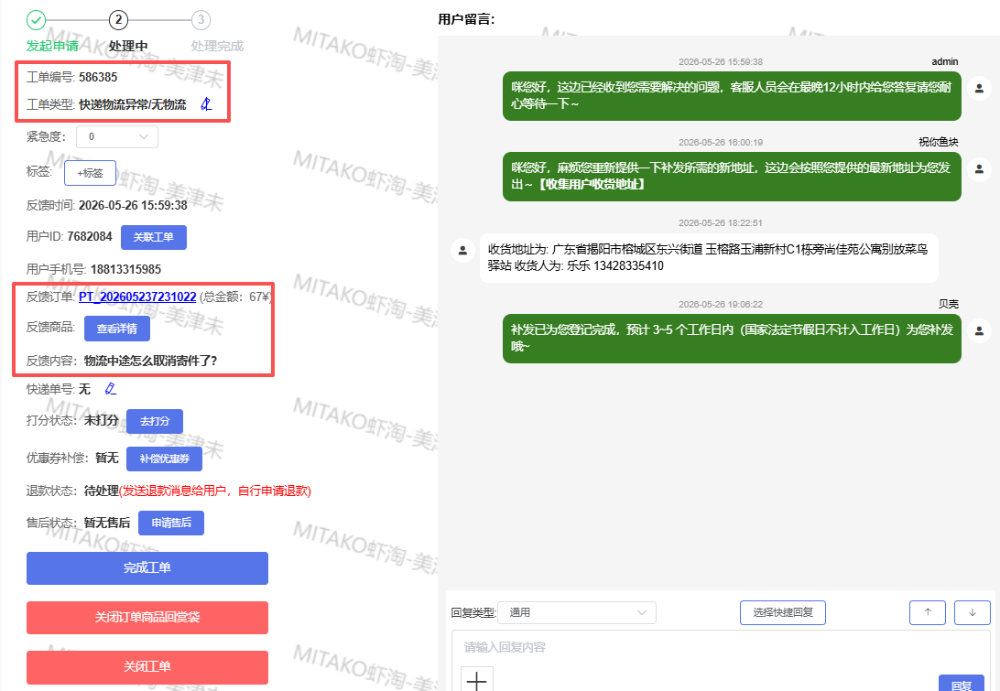 2
3
发起申请
处理中
处理完成
工单编号: 586385
工单类型: 快递物流异常/无物流
紧急度: 0
标签: +标签
反馈时间: 2026-05-26 15:59:38
用户ID: 7682084 关联工单
用户手机号: 18813315985
反馈订单: PT_202605237231022 (总金额: 67¥)
反馈商品: 查看详情
反馈内容: 物流中途怎么取消寄件了?
快递单号: 无
打分状态: 未打分 去打分
优惠券补偿: 暂无 补偿优惠券
退款状态: 待处理(发送退款消息给用户，自行申请退款)
售后状态: 暂无售后 申请售后
完成工单
关闭订单商品回赏袋
关闭工单
MITAKO虾淘-美津未
用户留言:
2026-05-26 15:59:38
admin
咪您好，这边已经收到您需要解决的问题，客服人员会在最晚12小时内给您答复请您耐
心等待一下～
2026-05-26 16:00:19
祝你鱼块
咪您好，麻烦您重新提供一下补发所需的新地址，这边会按照您提供的最新地址为您发
出～【收集用户收货地址】
2026-05-26 18:22:51
收货地址为: 广东省揭阳市榕城区东兴街道 玉榕路玉浦新村C1栋旁尚佳苑公寓别放菜鸟
驿站 收货人为: 乐乐 13428335410
2026-05-26 19:06:22
贝壳
补发已为您登记完成，预计 3~5 个工作日内（国家法定节假日不计入工作日）为您补发
哦~
回复类型: 通用
选择快捷回复
↑
↓
请输入回复内容
回复